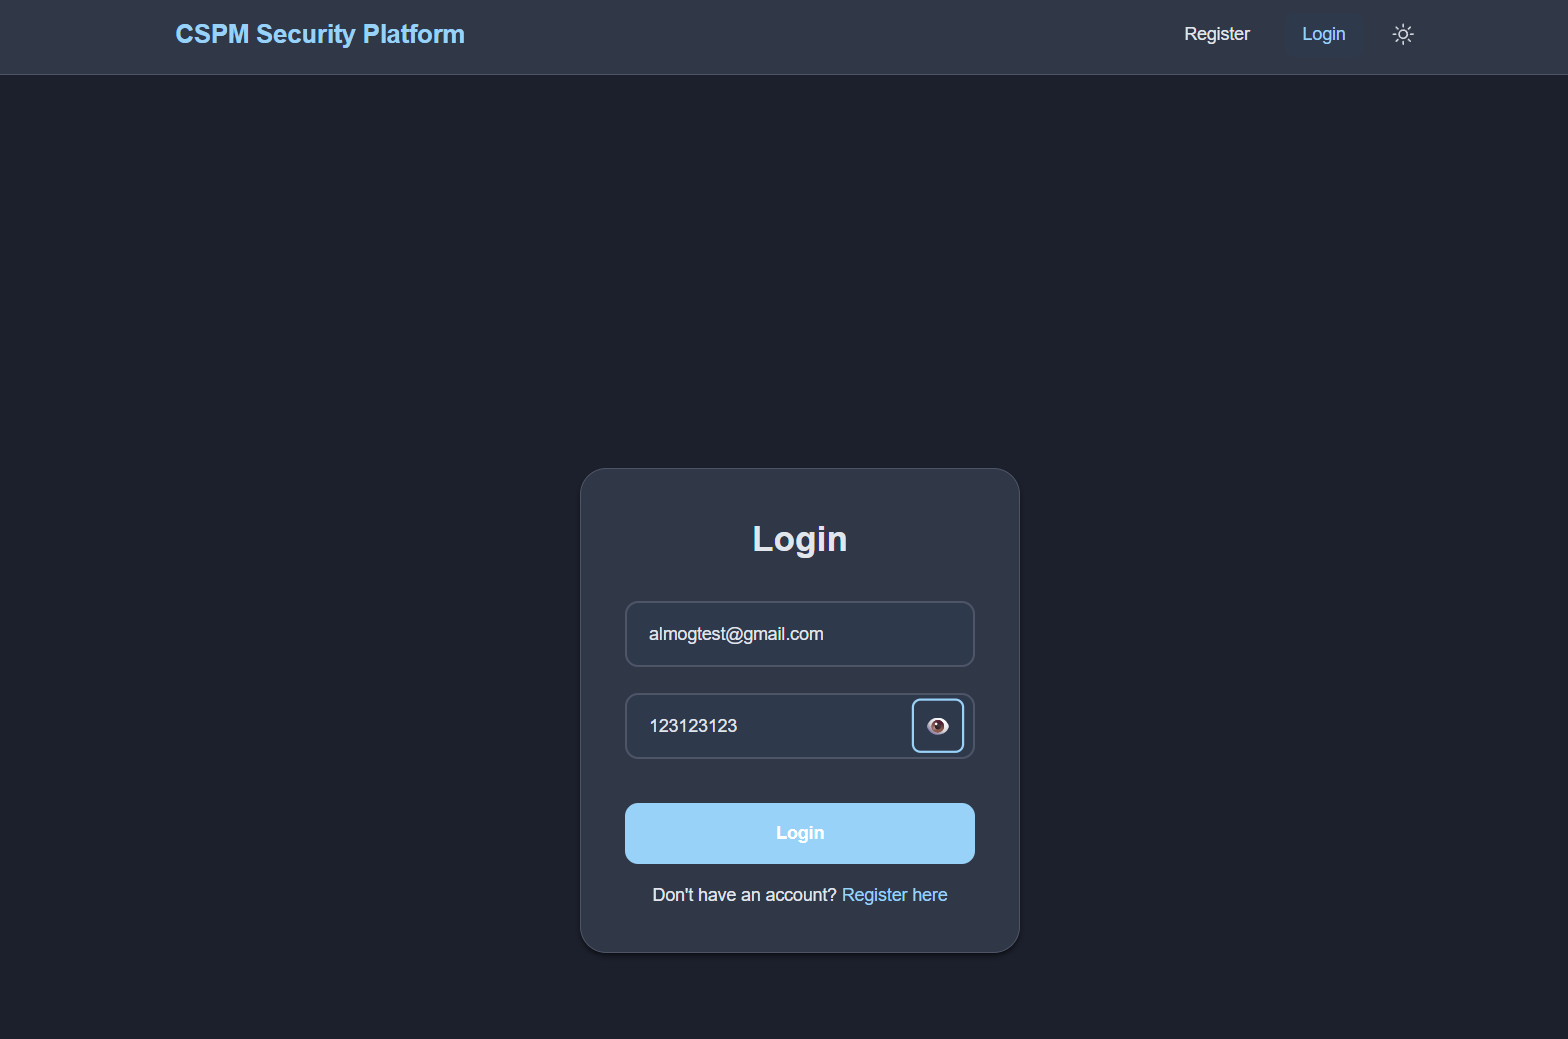 CSPM Security Platform
Register
Login
Login
almogtest@gmail.com
123123123
Login
Don't have an account? Register here